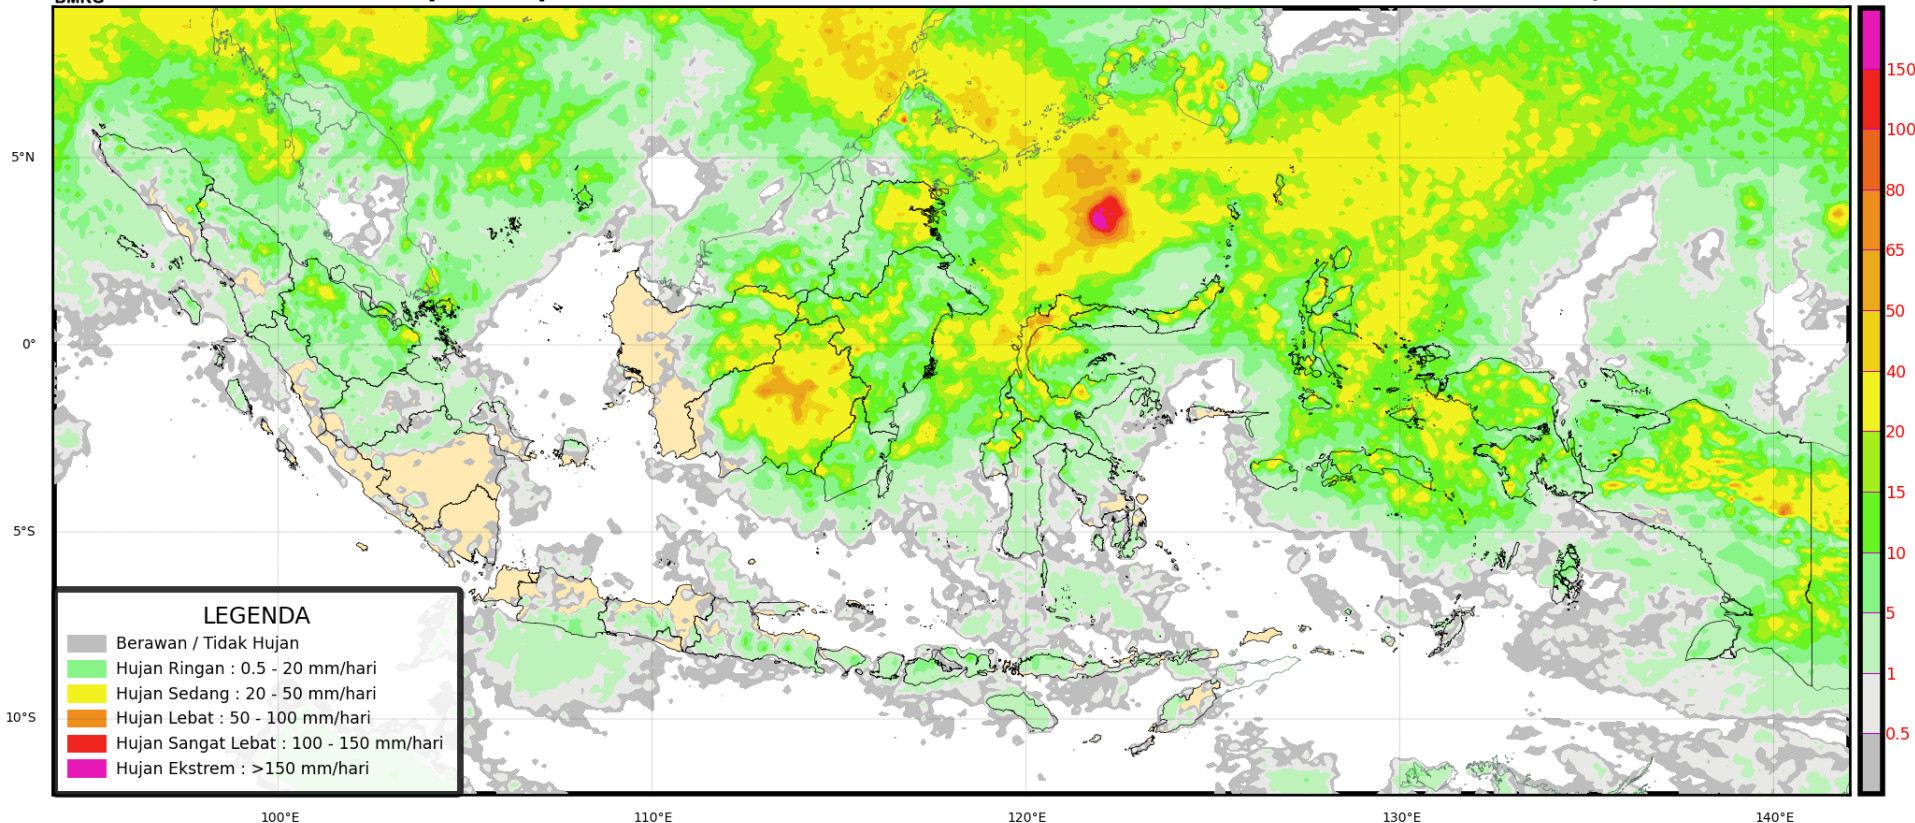 BMKG
5°N
0°
5°S
10°S
100°E
110°E
120°E
130°E
140°E
LEGENDA
Berawan / Tidak Hujan
Hujan Ringan : 0.5 - 20 mm/hari
Hujan Sedang : 20 - 50 mm/hari
Hujan Lebat : 50 - 100 mm/hari
Hujan Sangat Lebat : 100 - 150 mm/hari
Hujan Ekstrem : >150 mm/hari
150
100
80
65
50
40
20
15
10
5
1
0.5